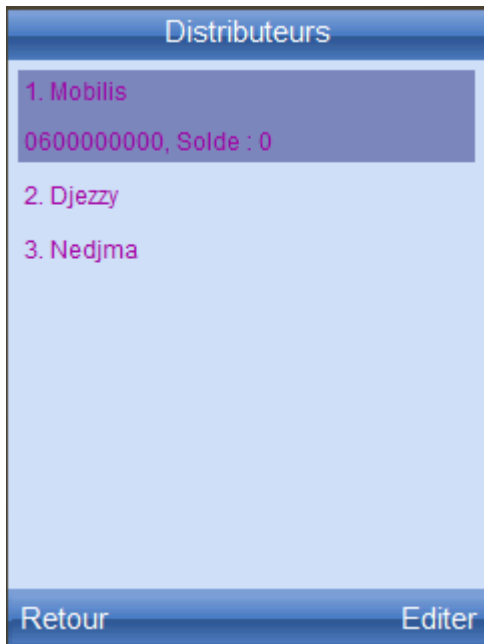 Distributeurs
1. Mobilis
0600000000, Solde : 0
2. Djezzy
3. Nedjma
Retour Editer